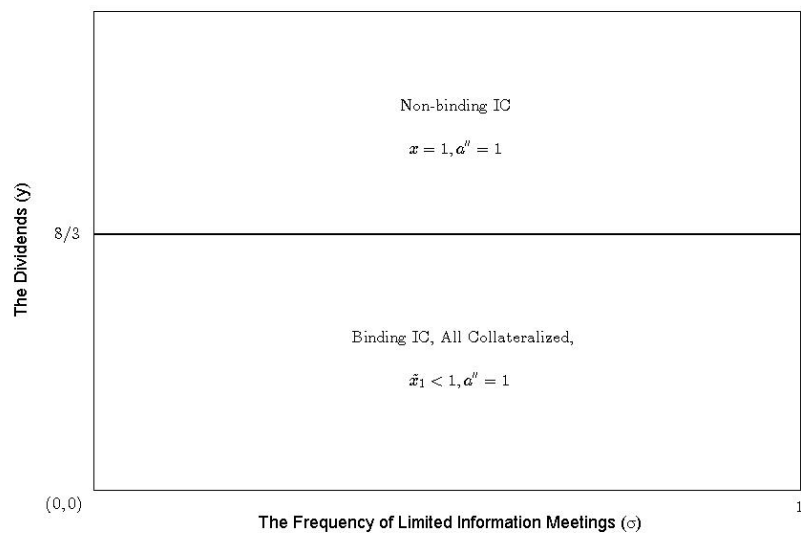 Non-binding IC
x = 1, a'' = 1
The Dividends (y)
8/3
Binding IC, All Collateralized,
x̃₁ < 1, a'' = 1
(0,0)
1
The Frequency of Limited Information Meetings (σ)